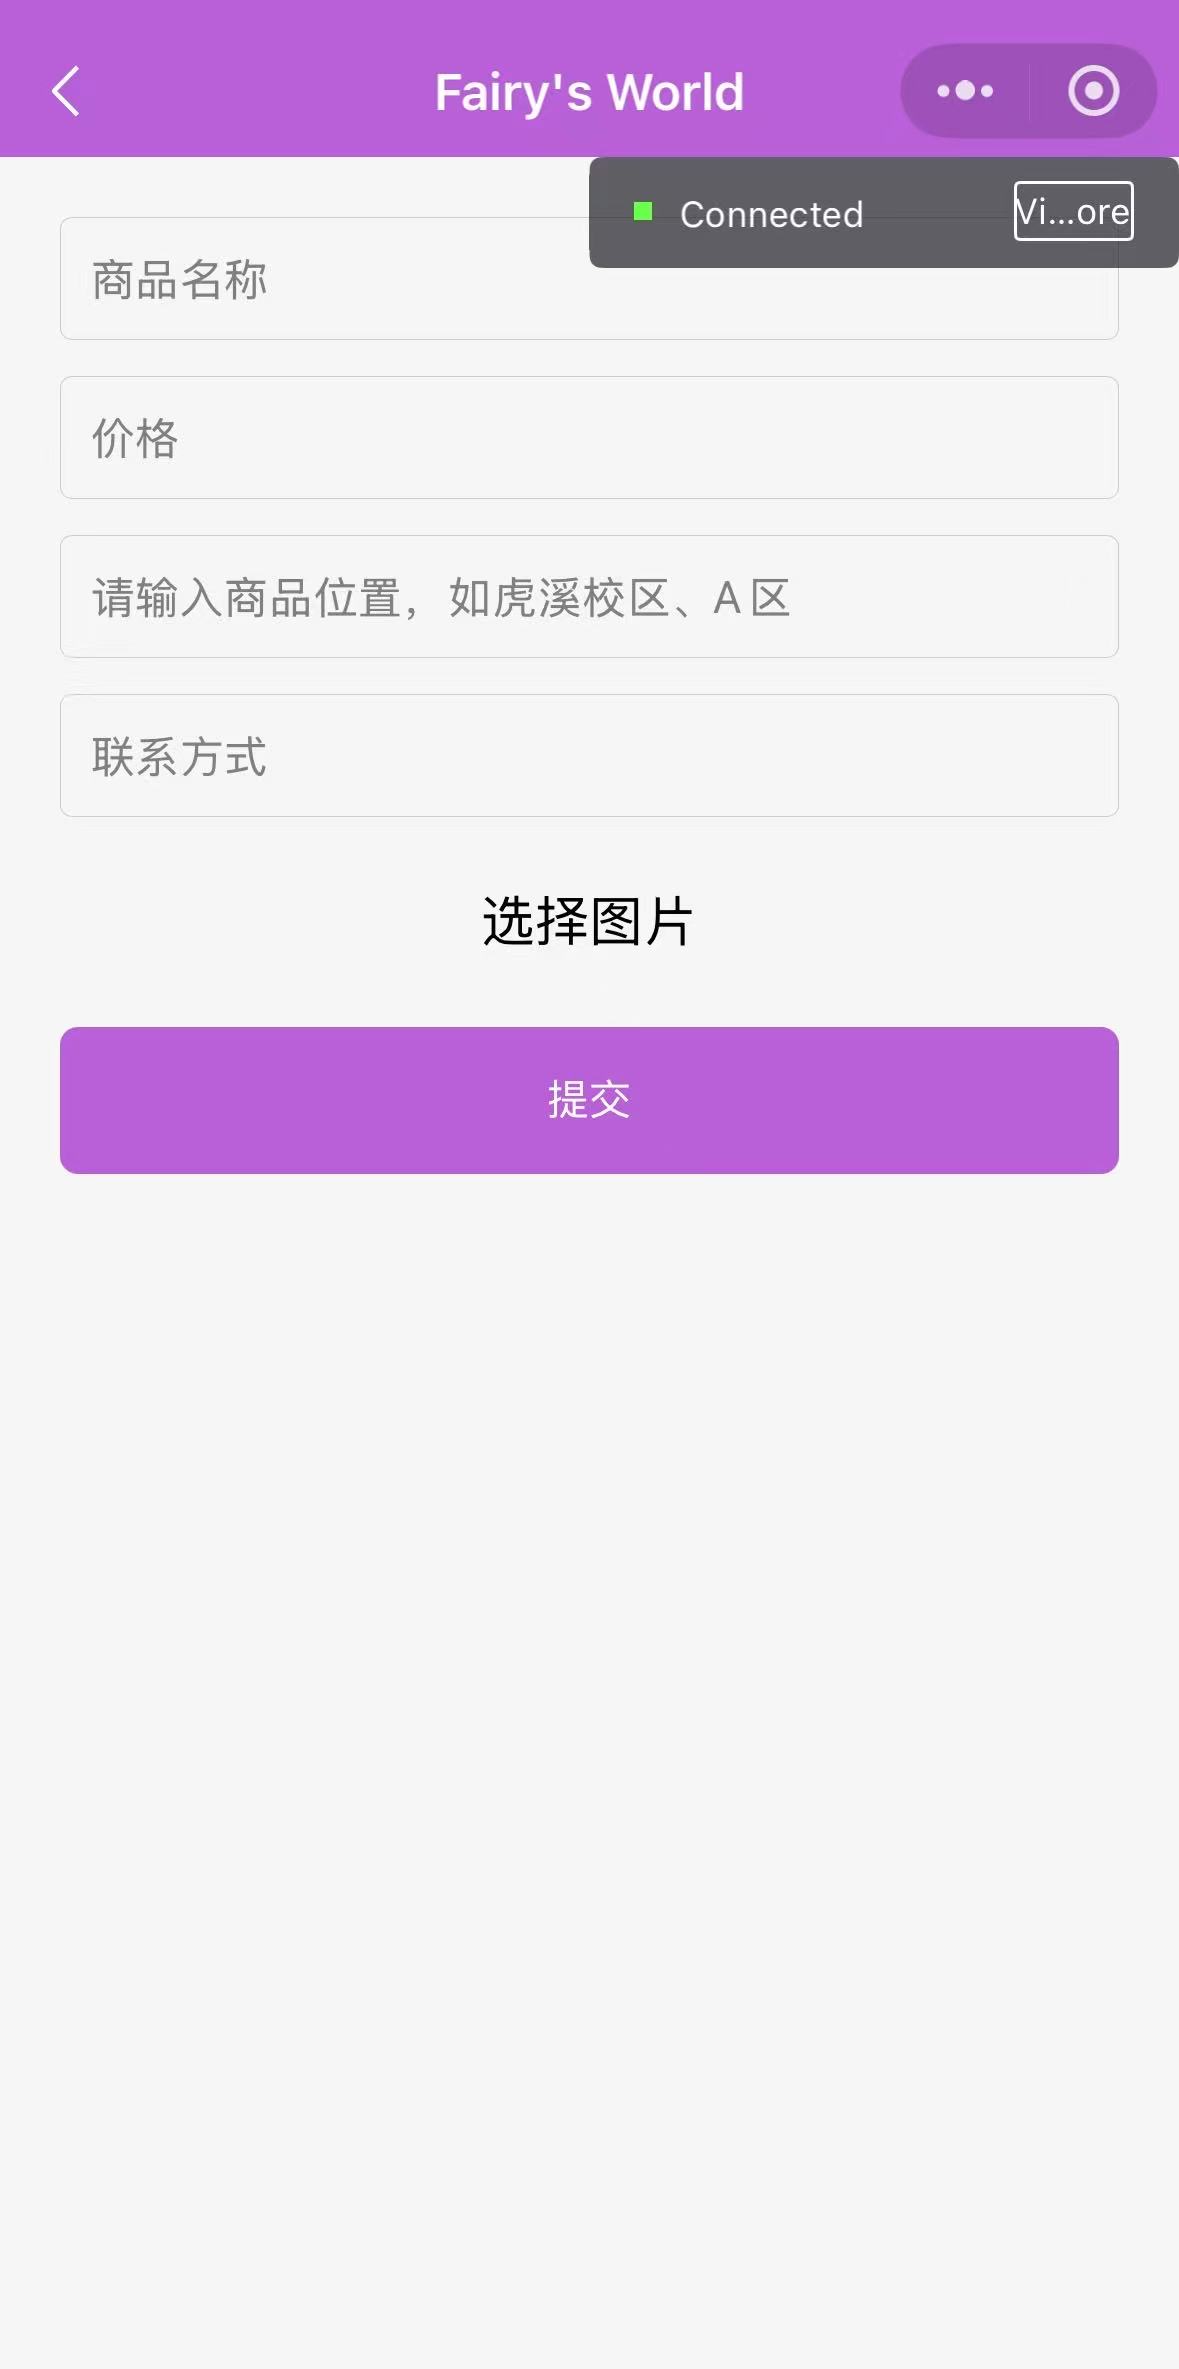 Fairy's World
Connected
Vi...ore
商品名称
价格
请输入商品位置，如虎溪校区、A区
联系方式
选择图片
提交